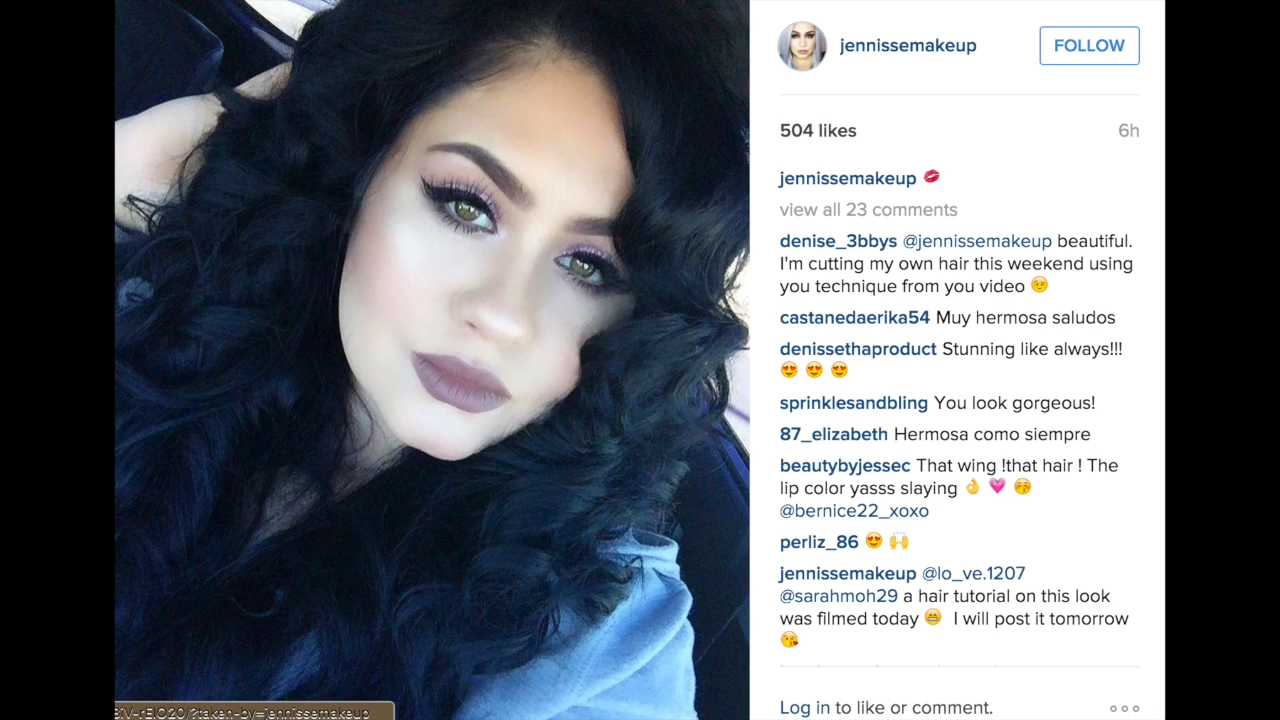 jennissemakeup
FOLLOW
504 likes
6h
jennissemakeup 💋
view all 23 comments
denise_3bbys @jennissemakeup beautiful.
I'm cutting my own hair this weekend using
you technique from you video 😉
castanedaerika54 Muy hermosa saludos
denissethaproduct Stunning like always!!!
😍 😍 😍
sprinklesandbling You look gorgeous!
87_elizabeth Hermosa como siempre
beautybyjessec That wing !that hair ! The
lip color yasss slaying 👌 💗 😚
@bernice22_xoxo
perliz_86 😍 🙌
jennissemakeup @lo_ve.1207
@sarahmoh29 a hair tutorial on this look
was filmed today 😁 I will post it tomorrow
😘
Log in to like or comment.
/?taken-by=jennissemakeup